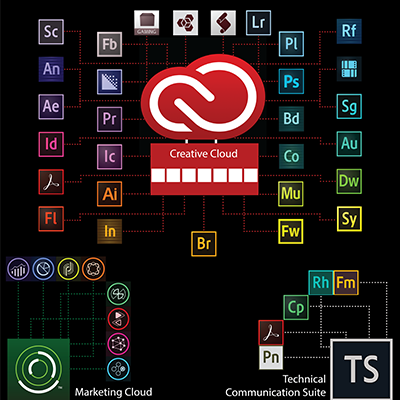 GAMING
Lr
Sc
Fb
Pl
Rf
An
Ps
Ae
Pr
Bd
Sg
Id
Ic
Creative Cloud
Co
Au
Ai
Mu
Dw
Fl
In
Br
Fw
Sy
Rh Fm
Cp
Pn
TS
Marketing Cloud
Technical
Communication Suite